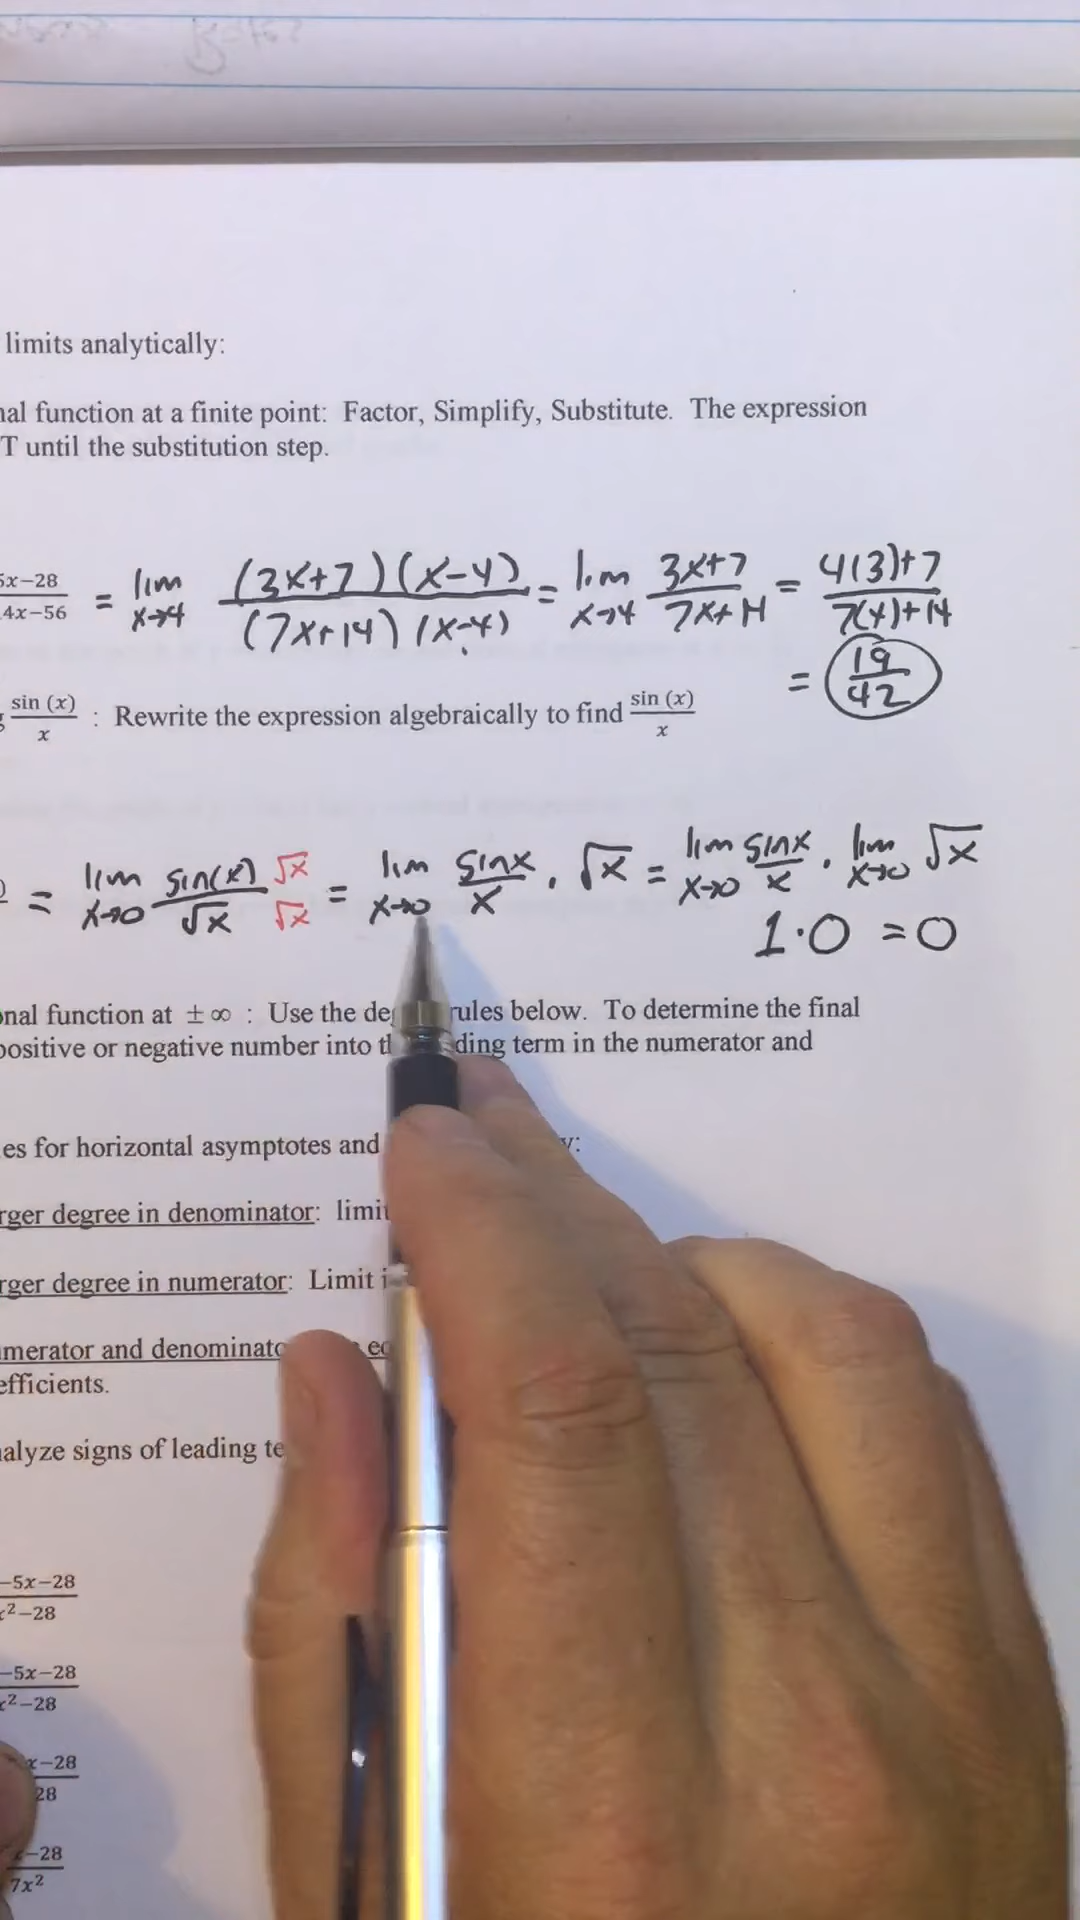 limits analytically:
nal function at a finite point: Factor, Simplify, Substitute. The expression
T until the substitution step.
5x−28 / 4x−56 = lim x→4 (3x+7)(x−4) / (7x+14)(x−4) = lim x→4 3x+7 / 7x+14 = 4(3)+7 / 7(4)+14
= 19/42
g sin (x) / x : Rewrite the expression algebraically to find sin (x) / x
= lim x→0 sin(x)/√x √x/√x = lim x→0 sinx/x · √x = lim x→0 sinx/x · lim x→0 √x
1·0 = 0
onal function at ±∞ : Use the de rules below. To determine the final
positive or negative number into t ding term in the numerator and
es for horizontal asymptotes and y:
rger degree in denominator: limi
rger degree in numerator: Limit i
merator and denominato e
efficients.
nalyze signs of leading te
−5x−28 / x²−28
−5x−28 / x²−28
x−28 / 28
x−28 / 7x²